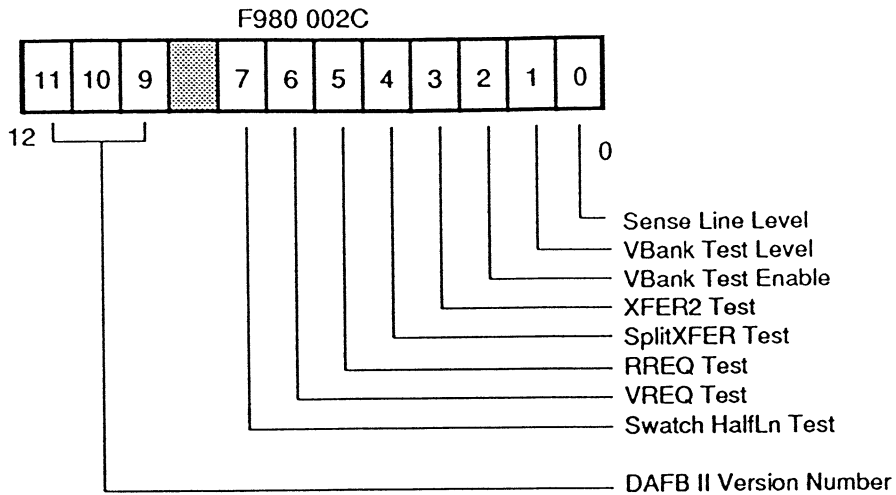 F980 002C
11 10 9 7 6 5 4 3 2 1 0
12
0
Sense Line Level
VBank Test Level
VBank Test Enable
XFER2 Test
SplitXFER Test
RREQ Test
VREQ Test
Swatch HalfLn Test
DAFB II Version Number